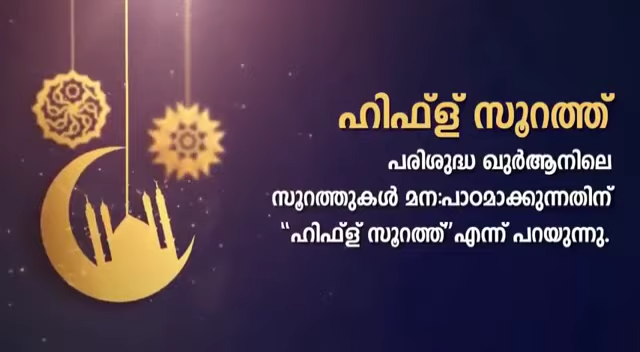 ഹിഫ്ള് സൂറത്ത്
പരിശുദ്ധ ഖുർആനിലെ
സൂറത്തുകൾ മന:പാഠമാക്കുന്നതിന്
“ഹിഫ്ള് സൂറത്ത്”എന്ന് പറയുന്നു.